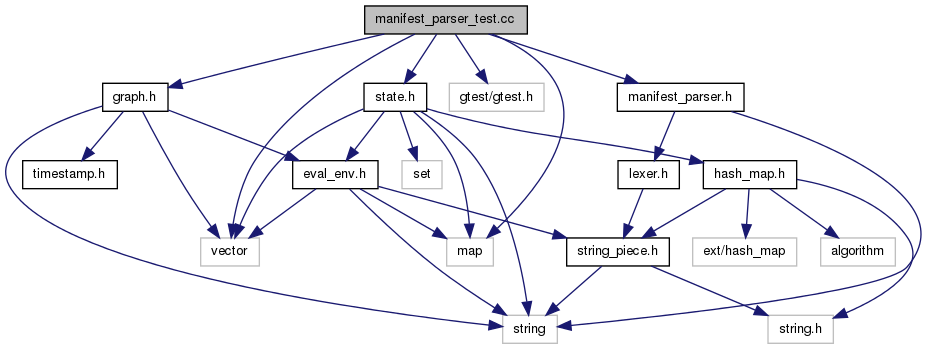 manifest_parser_test.cc
graph.h
state.h
gtest/gtest.h
manifest_parser.h
timestamp.h
eval_env.h
set
lexer.h
hash_map.h
vector
map
string_piece.h
ext/hash_map
algorithm
string
string.h